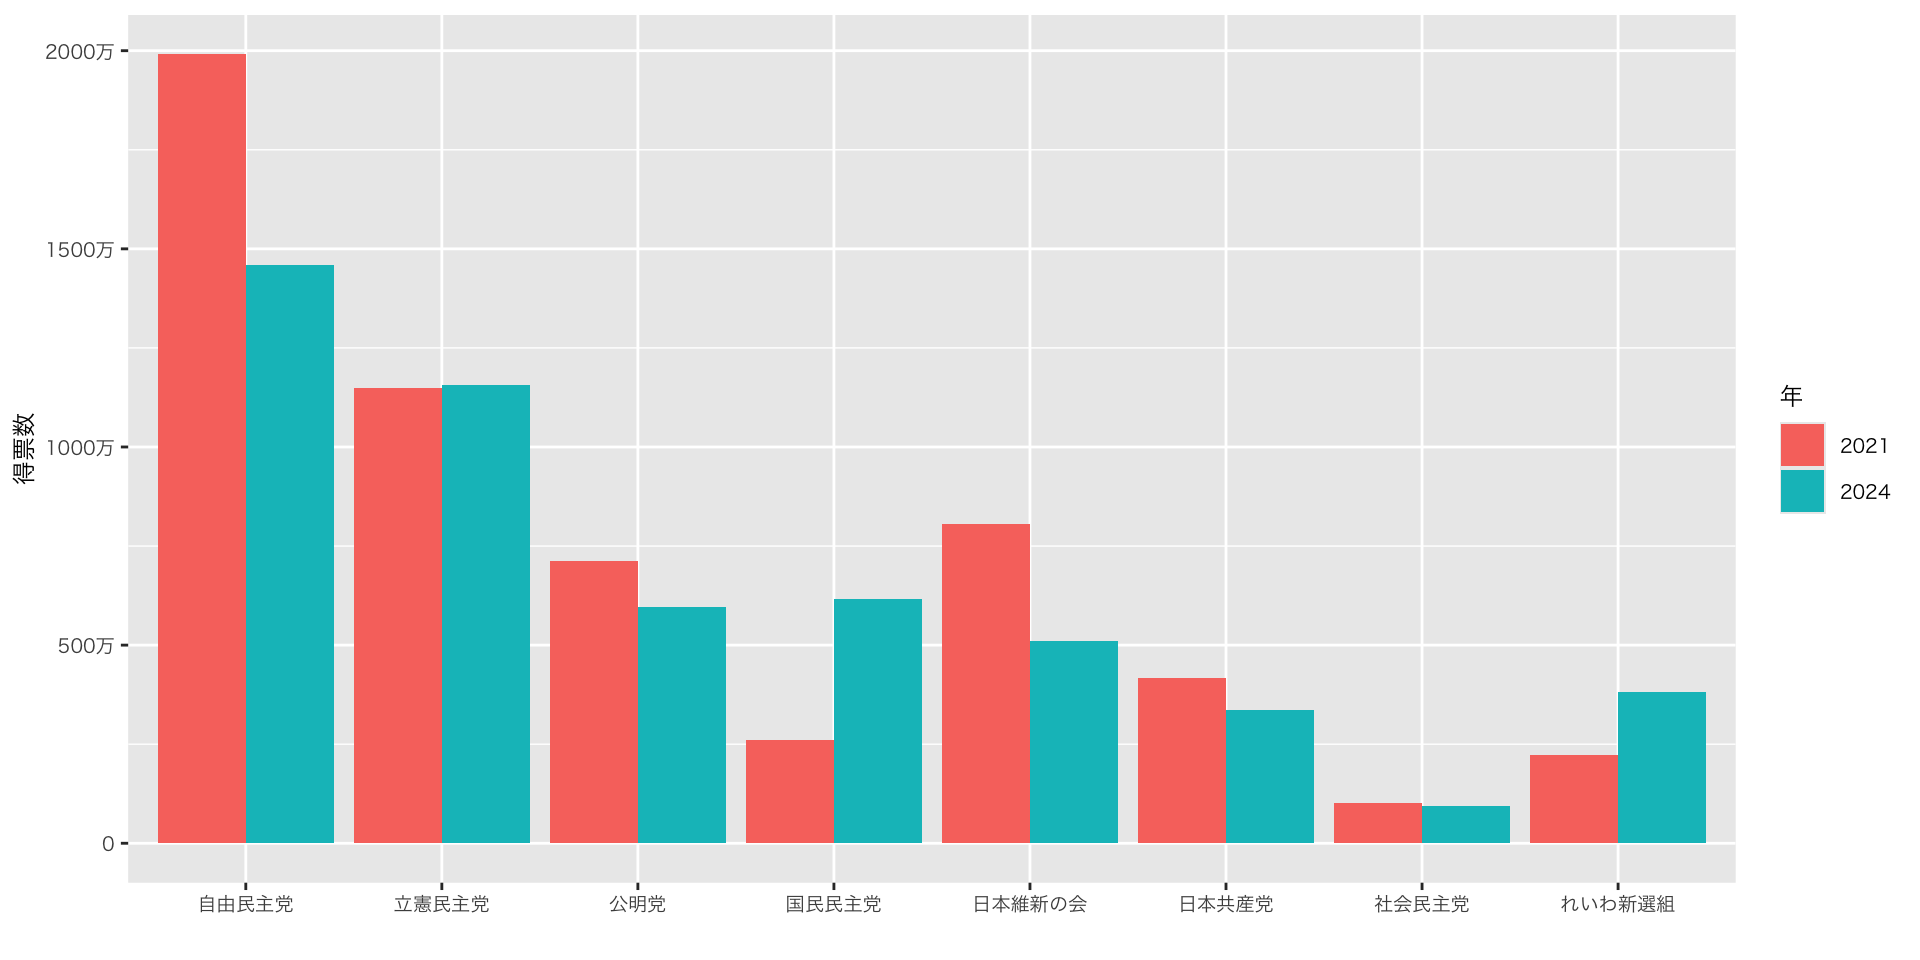 得票数
2000万
1500万
1000万
500万
0
自由民主党 立憲民主党 公明党 国民民主党 日本維新の会 日本共産党 社会民主党 れいわ新選組
年
2021
2024